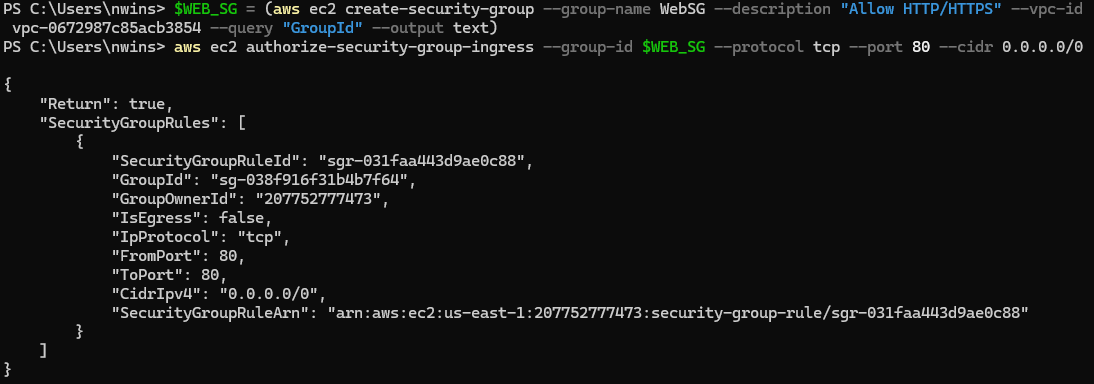 PS C:\Users\nwins> $WEB_SG = (aws ec2 create-security-group --group-name WebSG --description "Allow HTTP/HTTPS" --vpc-id
 vpc-0672987c85acb3854 --query "GroupId" --output text)
PS C:\Users\nwins> aws ec2 authorize-security-group-ingress --group-id $WEB_SG --protocol tcp --port 80 --cidr 0.0.0.0/0
{
    "Return": true,
    "SecurityGroupRules": [
        {
            "SecurityGroupRuleId": "sgr-031faa443d9ae0c88",
            "GroupId": "sg-038f916f31b4b7f64",
            "GroupOwnerId": "207752777473",
            "IsEgress": false,
            "IpProtocol": "tcp",
            "FromPort": 80,
            "ToPort": 80,
            "CidrIpv4": "0.0.0.0/0",
            "SecurityGroupRuleArn": "arn:aws:ec2:us-east-1:207752777473:security-group-rule/sgr-031faa443d9ae0c88"
        }
    ]
}